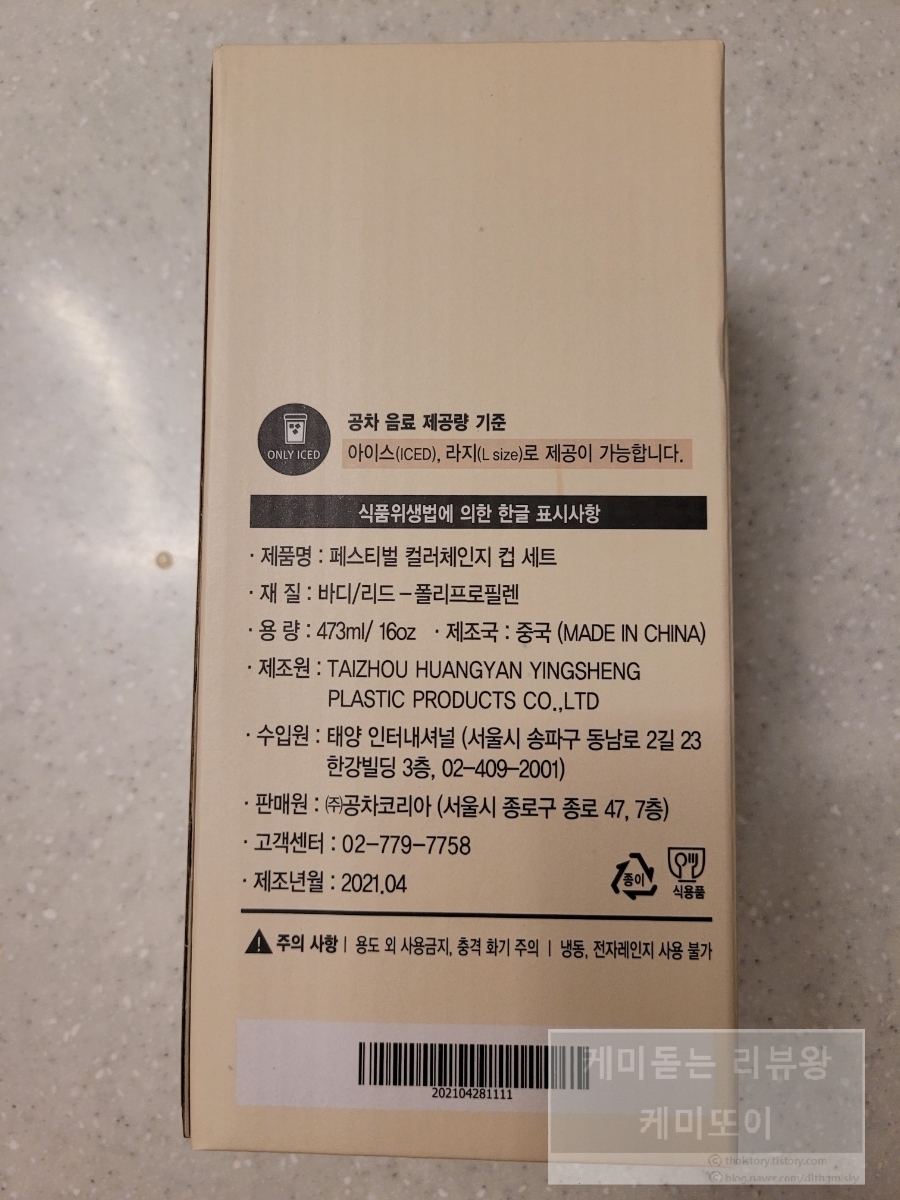 공차 음료 제공량 기준
ONLY ICED
아이스(ICED), 라지(L size)로 제공이 가능합니다.
식품위생법에 의한 한글 표시사항
· 제품명 : 페스티벌 컬러체인지 컵 세트
· 재 질 : 바디/리드 – 폴리프로필렌
· 용 량 : 473ml/ 16oz · 제조국 : 중국 (MADE IN CHINA)
· 제조원 : TAIZHOU HUANGYAN YINGSHENG
PLASTIC PRODUCTS CO.,LTD
· 수입원 : 태양 인터내셔널 (서울시 송파구 동남로 2길 23
한강빌딩 3층, 02-409-2001)
· 판매원 : ㈜공차코리아 (서울시 종로구 종로 47, 7층)
· 고객센터 : 02-779-7758
· 제조년월 : 2021.04
종이
식용품
주의 사항 | 용도 외 사용금지, 충격 화기 주의 | 냉동, 전자레인지 사용 불가
202104281111
케미돋는 리뷰왕
케미또이